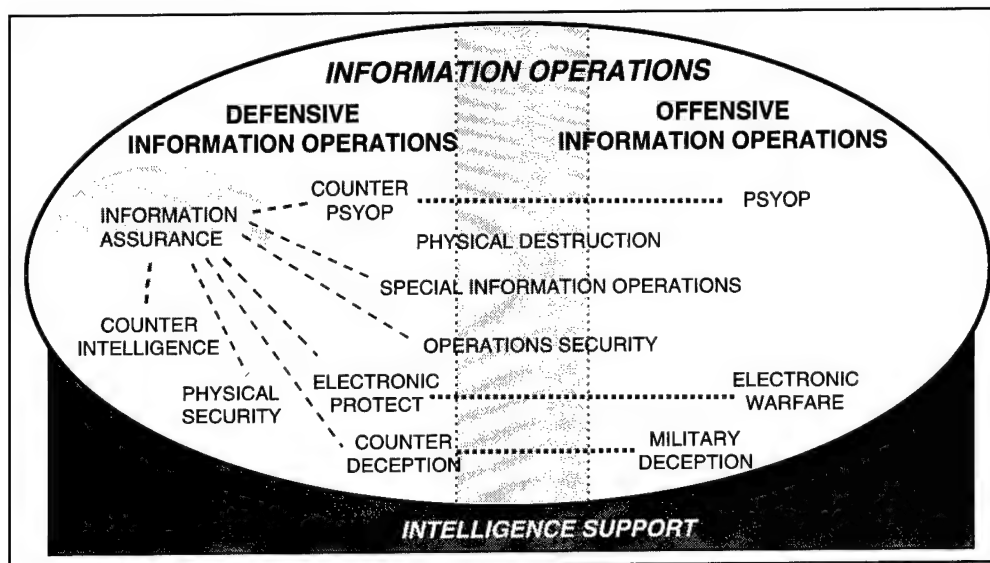 INFORMATION OPERATIONS
DEFENSIVE
INFORMATION OPERATIONS
OFFENSIVE
INFORMATION OPERATIONS
COUNTER
PSYOP
PSYOP
INFORMATION
ASSURANCE
PHYSICAL DESTRUCTION
SPECIAL INFORMATION OPERATIONS
COUNTER
INTELLIGENCE
OPERATIONS SECURITY
PHYSICAL
SECURITY
ELECTRONIC
PROTECT
ELECTRONIC
WARFARE
COUNTER
DECEPTION
MILITARY
DECEPTION
INTELLIGENCE SUPPORT